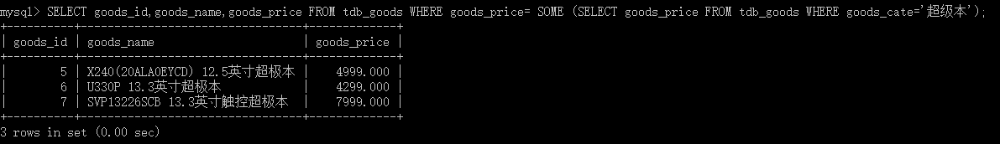 mysql> SELECT goods_id,goods_name,goods_price FROM tdb_goods WHERE goods_price= SOME (SELECT goods_price FROM tdb_goods WHERE goods_cate='超级本');
+----------+----------------------------------+-------------+
| goods_id | goods_name | goods_price |
+----------+----------------------------------+-------------+
| 5 | X240(20ALA0EYCD) 12.5英寸超极本 | 4999.000 |
| 6 | U330P 13.3英寸超极本 | 4299.000 |
| 7 | SVP13226SCB 13.3英寸触控超极本 | 7999.000 |
+----------+----------------------------------+-------------+
3 rows in set (0.00 sec)